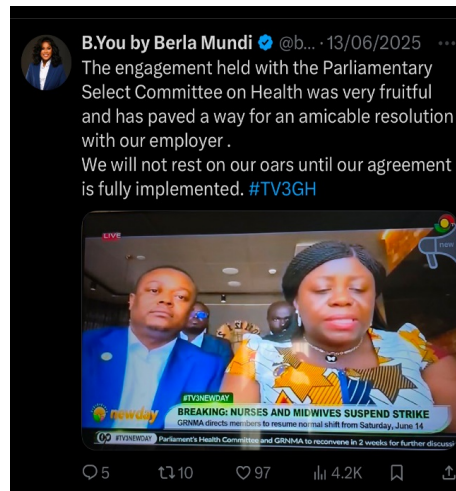 B.You by Berla Mundi @b... · 13/06/2025 ...
The engagement held with the Parliamentary
Select Committee on Health was very fruitful
and has paved a way for an amicable resolution
with our employer .
We will not rest on our oars until our agreement
is fully implemented. #TV3GH
LIVE
new
#TV3NEWDAY
newday
BREAKING: NURSES AND MIDWIVES SUSPEND STRIKE
GRNMA directs members to resume normal shift from Saturday, June 14
#TV3NEWDAY Parliament's Health Committee and GRNMA to reconvene in 2 weeks for further discussi
5 10 97 4.2K